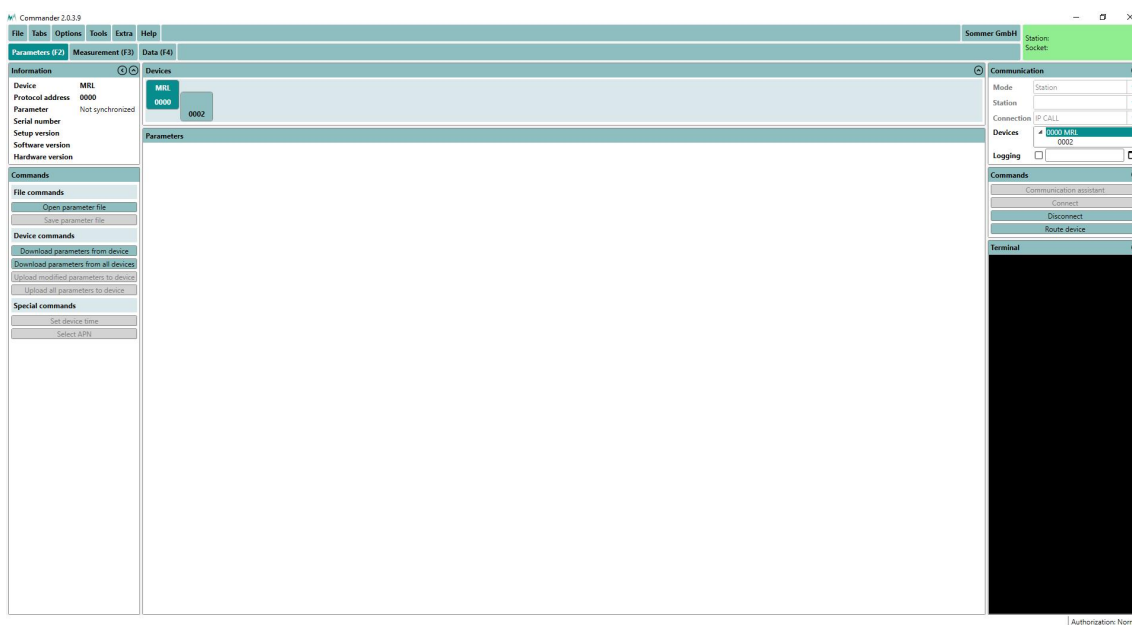 Commander 2.0.3.9
File Tabs Options Tools Extra Help Sommer GmbH
Station:
Socket:
Parameters (F2) Measurement (F3) Data (F4)
Information
Device MRL
Protocol address 0000
Parameter Not synchronized
Serial number
Setup version
Software version
Hardware version
Commands
File commands
Open parameter file
Save parameter file
Device commands
Download parameters from device
Download parameters from all devices
Upload modified parameters to device
Upload all parameters to device
Special commands
Set device time
Select APN
Devices
MRL
0000
0002
Parameters
Communication
Mode Station
Station
Connection IP CALL
Devices 0000 MRL
0002
Logging
Commands
Communication assistant
Connect
Disconnect
Route device
Terminal
Authorization: Norr